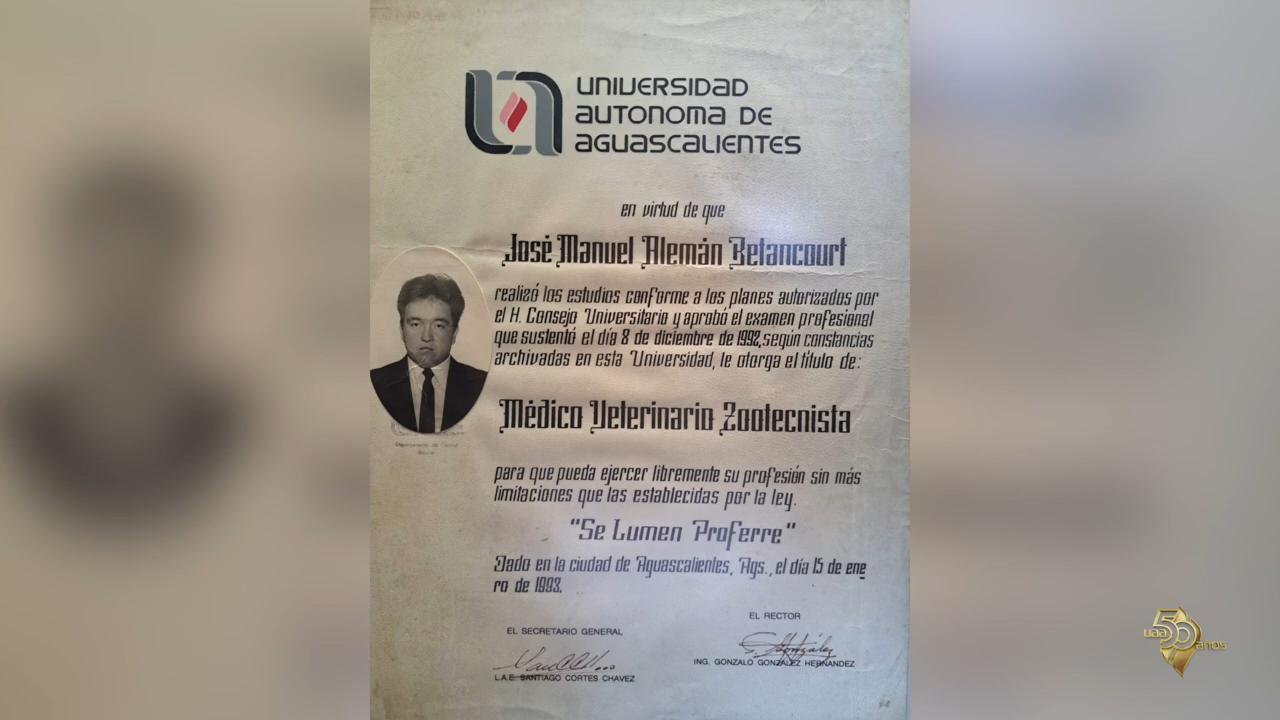 UNIVERSIDAD
AUTONOMA DE
AGUASCALIENTES
en virtud de que
José Manuel Alemán Betancourt
realizó los estudios conforme a los planes autorizados por
el H. Consejo Universitario y aprobó el examen profesional
que sustentó el día 8 de diciembre de 1992, según constancias
archivadas en esta Universidad, le otorga el título de:
Médico Veterinario Zootecnista
para que pueda ejercer libremente su profesión sin más
limitaciones que las establecidas por la ley.
"Se Lumen Proferre"
Dado en la ciudad de Aguascalientes, Ags., el día 15 de ene
ro de 1993.
EL SECRETARIO GENERAL
L.A.E. SANTIAGO CORTES CHAVEZ
EL RECTOR
ING. GONZALO GONZALEZ HERNANDEZ
uaa 50 años